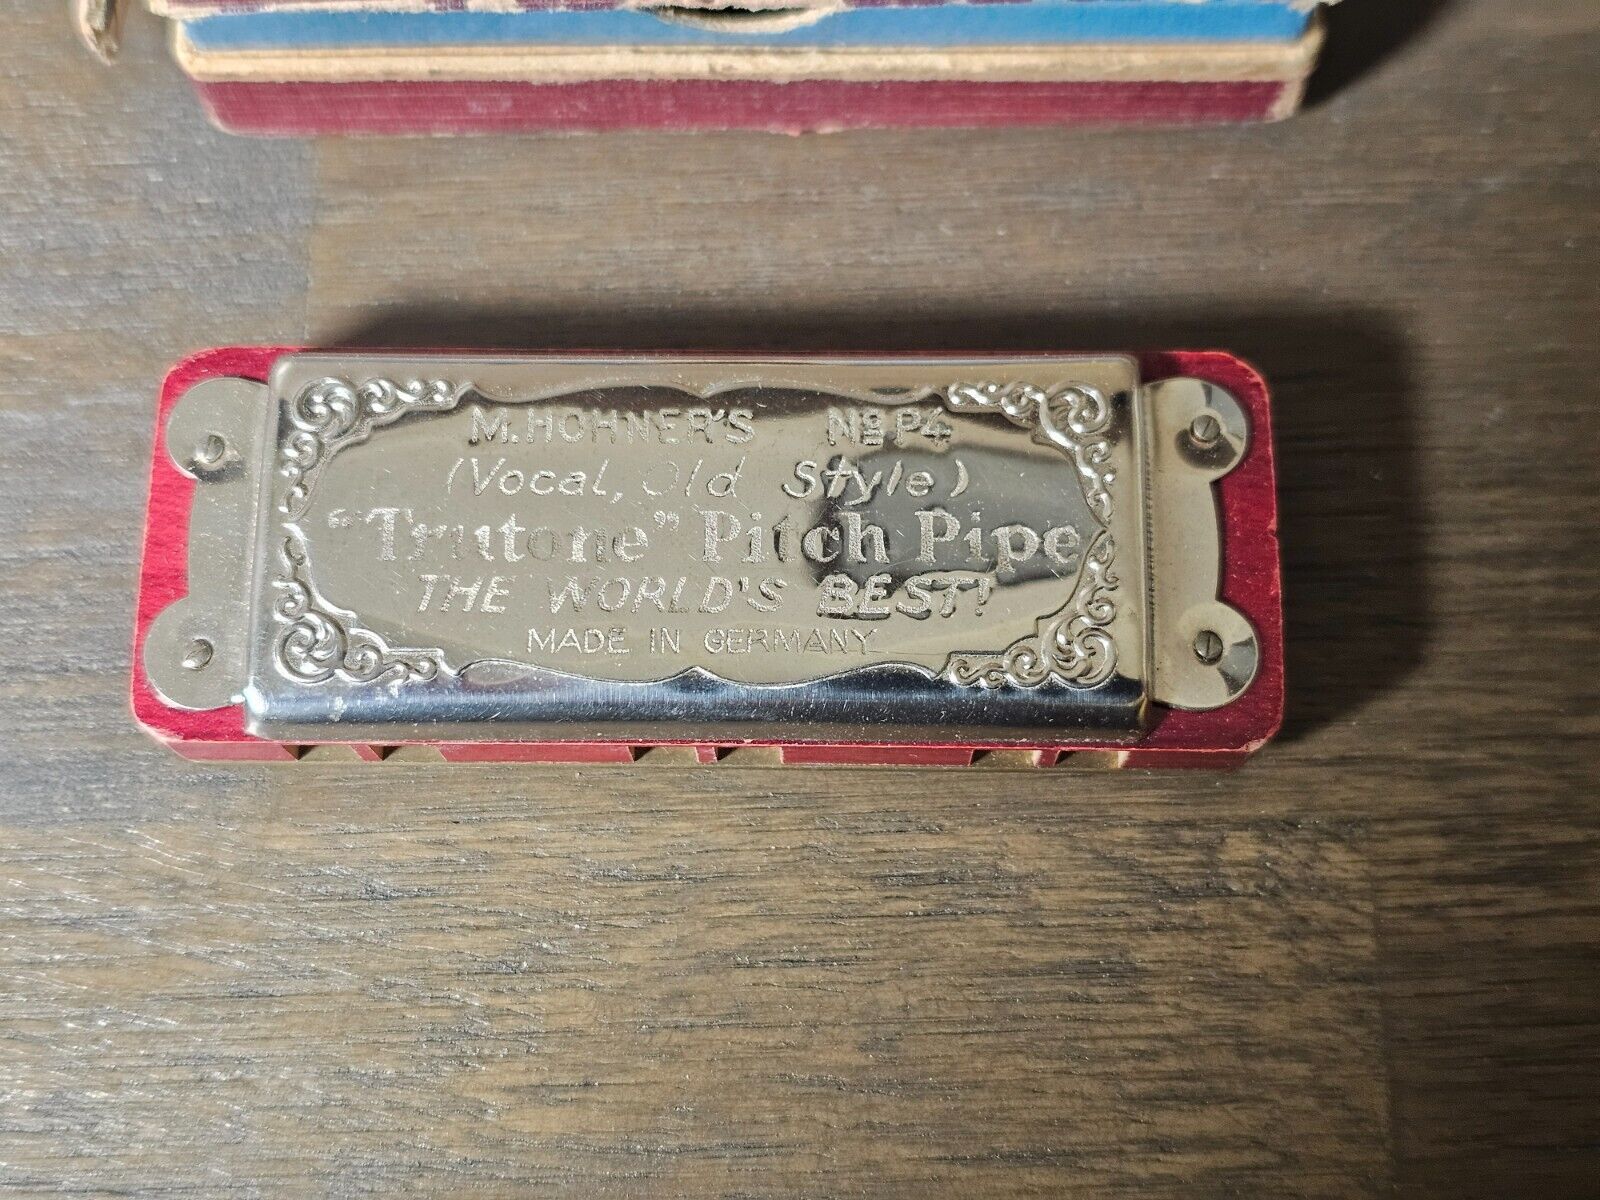 M. HOHNER'S Nº P4
(Vocal, Old Style)
"Trutone" Pitch Pipe
THE WORLD'S BEST!
MADE IN GERMANY